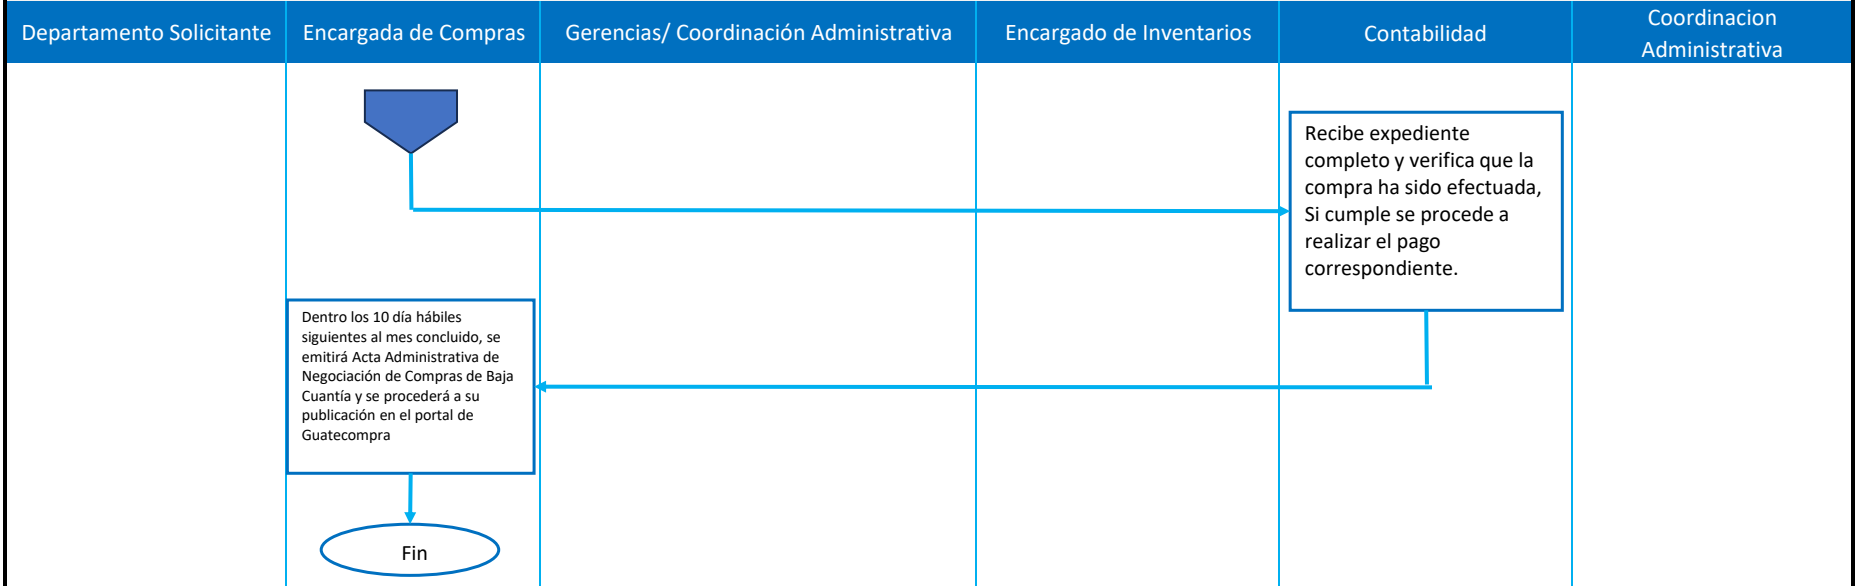 Departamento Solicitante
Encargada de Compras
Gerencias/ Coordinación Administrativa
Encargado de Inventarios
Contabilidad
Coordinacion
Administrativa
Recibe expediente
completo y verifica que la
compra ha sido efectuada,
Si cumple se procede a
realizar el pago
correspondiente.
Dentro los 10 día hábiles
siguientes al mes concluido, se
emitirá Acta Administrativa de
Negociación de Compras de Baja
Cuantía y se procederá a su
publicación en el portal de
Guatecompra
Fin